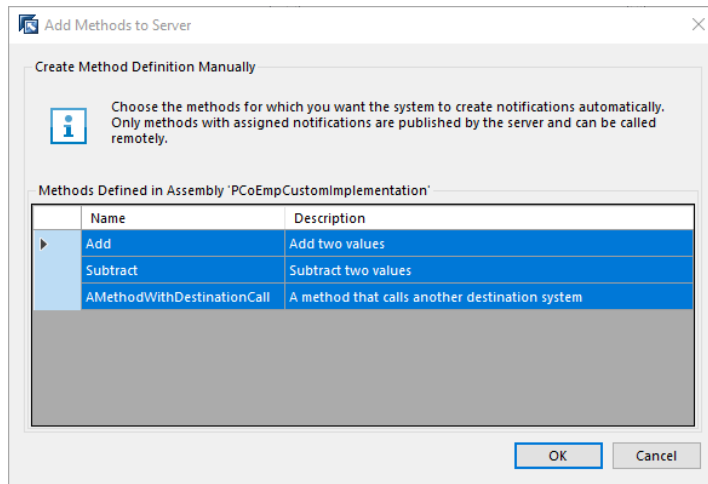 Add Methods to Server
Create Method Definition Manually
Choose the methods for which you want the system to create notifications automatically.
Only methods with assigned notifications are published by the server and can be called
remotely.
Methods Defined in Assembly 'PCoEmpCustomImplementation'
Name Description
Add Add two values
Subtract Subtract two values
AMethodWithDestinationCall A method that calls another destination system
OK Cancel